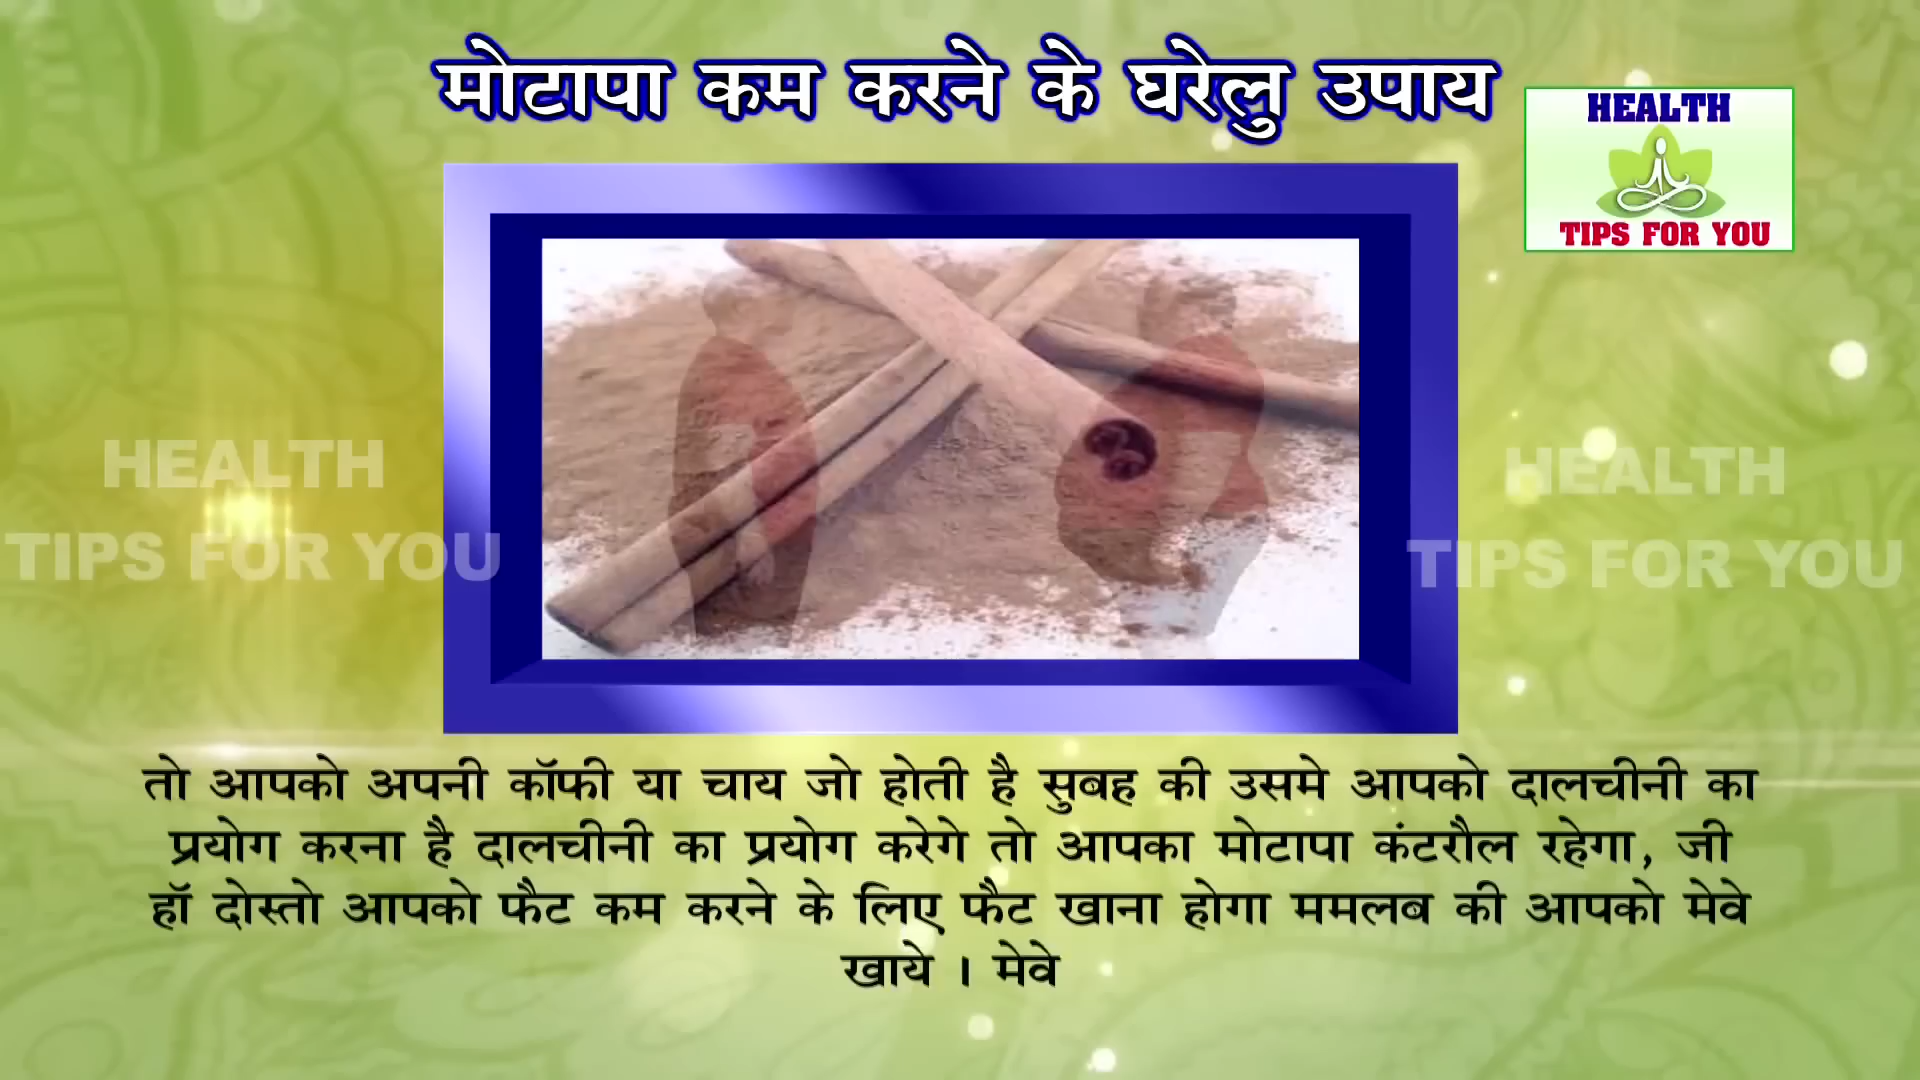 मोटापा कम करने के घरेलु उपाय
HEALTH
TIPS FOR YOU
HEALTH
TIPS FOR YOU
HEALTH
TIPS FOR YOU
तो आपको अपनी कॉफी या चाय जो होती है सुबह की उसमे आपको दालचीनी का
प्रयोग करना है दालचीनी का प्रयोग करेगे तो आपका मोटापा कंटरौल रहेगा, जी
हॉ दोस्तो आपको फैट कम करने के लिए फैट खाना होगा ममलब की आपको मेवे
खाये । मेवे